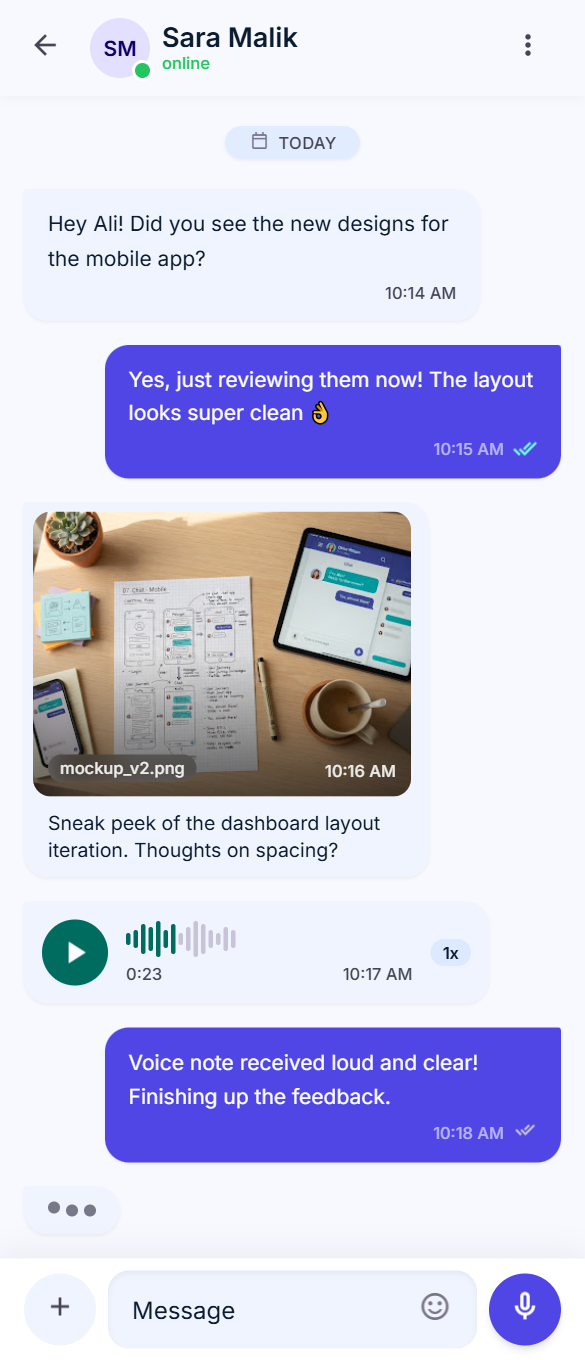 SM
Sara Malik
online
TODAY
Hey Ali! Did you see the new designs for
the mobile app?
10:14 AM
Yes, just reviewing them now! The layout
looks super clean 👌
10:15 AM
07 Chat - Mobile
mockup_v2.png
10:16 AM
Sneak peek of the dashboard layout
iteration. Thoughts on spacing?
0:23
10:17 AM
1x
Voice note received loud and clear!
Finishing up the feedback.
10:18 AM
Message